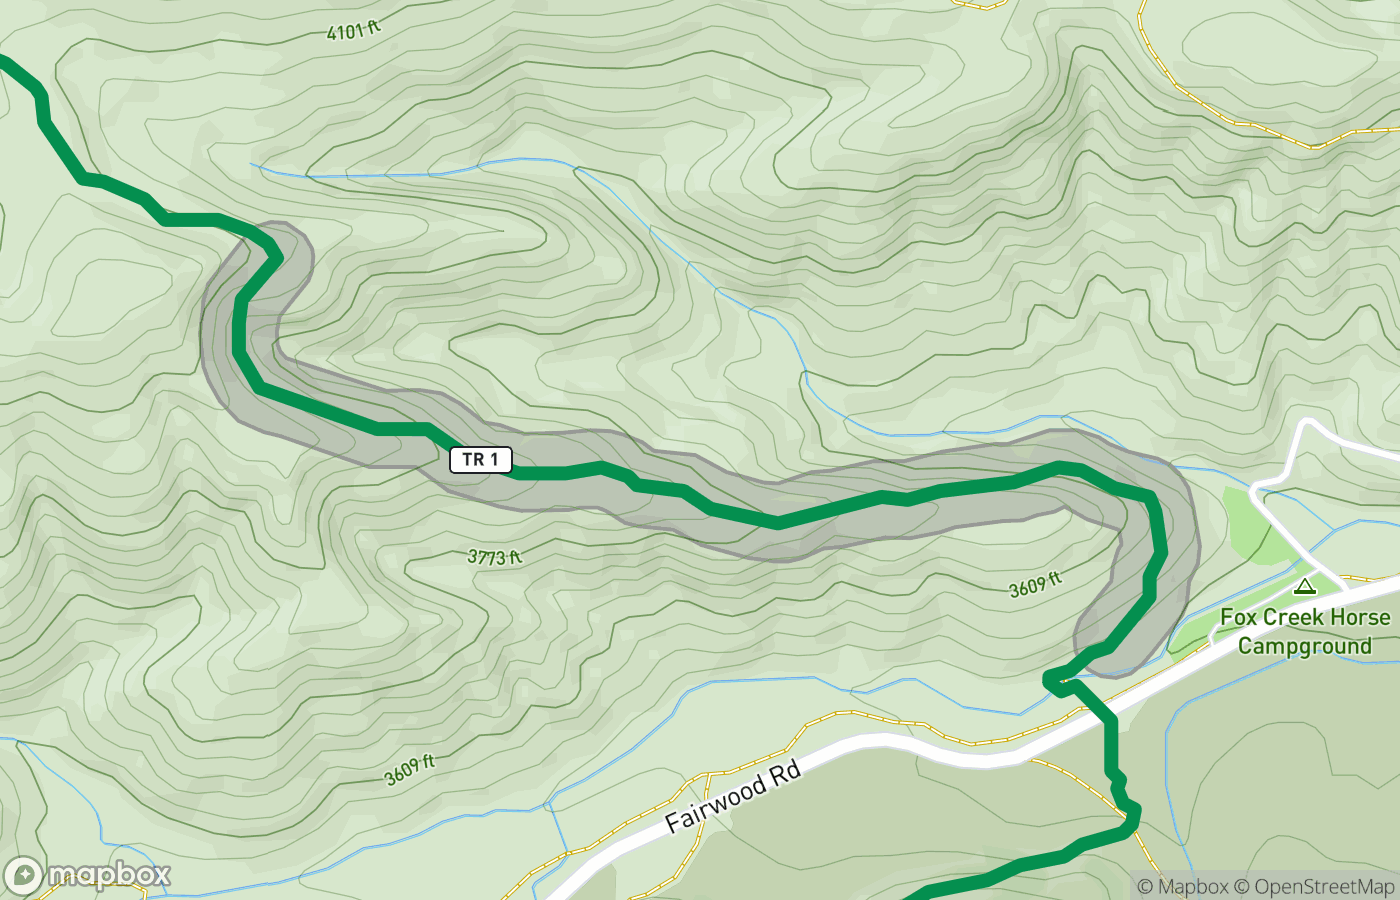 4101 ft
TR 1
3773 ft
3609 ft
Fox Creek Horse
Campground
3609 ft
Fairwood Rd
mapbox
© Mapbox © OpenStreetMap